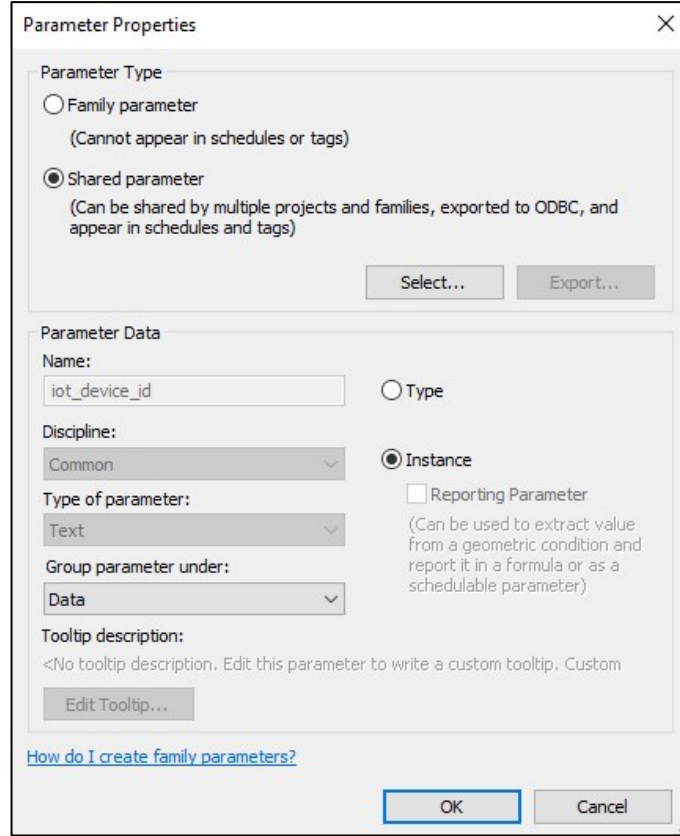 Parameter Properties
Parameter Type
Family parameter
(Cannot appear in schedules or tags)
Shared parameter
(Can be shared by multiple projects and families, exported to ODBC, and
appear in schedules and tags)
Select...
Export...
Parameter Data
Name:
iot_device_id
Type
Discipline:
Common
Instance
Reporting Parameter
(Can be used to extract value
from a geometric condition and
report it in a formula or as a
schedulable parameter)
Type of parameter:
Text
Group parameter under:
Data
Tooltip description:
<No tooltip description. Edit this parameter to write a custom tooltip. Custom
Edit Tooltip...
How do I create family parameters?
OK
Cancel